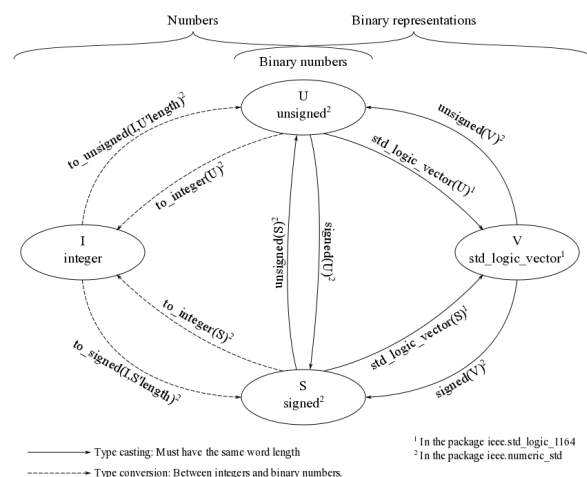 Numbers
Binary representations
Binary numbers
U
unsigned²
to_unsigned(I,U'length)²
to_integer(U)²
std_logic_vector(U)¹
unsigned(V)²
unsigned(S)²
signed(U)²
I
integer
V
std_logic_vector¹
to_integer(S)²
to_signed(I,S'length)²
std_logic_vector(S)¹
signed(V)²
S
signed²
Type casting: Must have the same word length
Type conversion: Between integers and binary numbers.
¹ In the package ieee.std_logic_1164
² In the package ieee.numeric_std